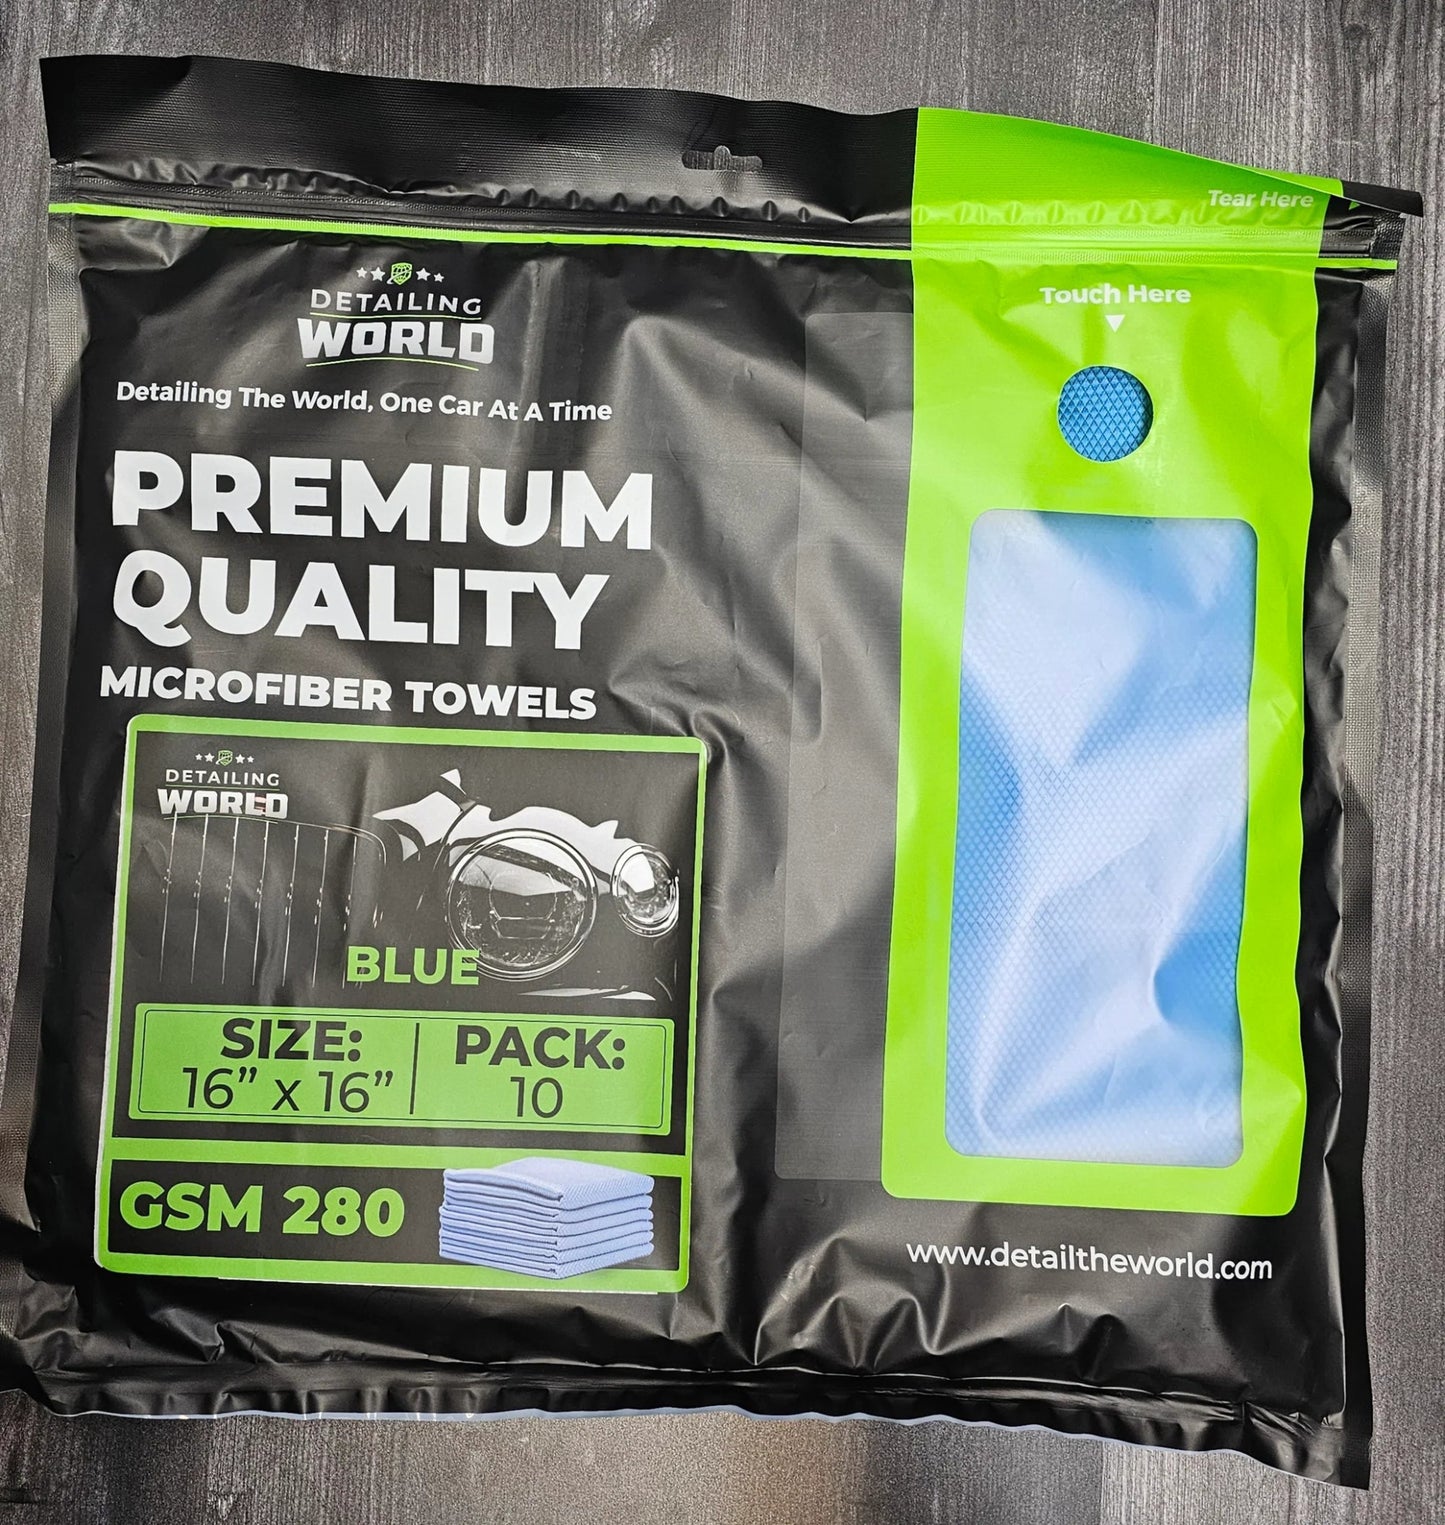 Tear Here
Touch Here
DETAILING
WORLD
Detailing The World, One Car At A Time
PREMIUM
QUALITY
MICROFIBER TOWELS
DETAILING
WORLD
BLUE
SIZE:
16” x 16”
PACK:
10
GSM 280
www.detailtheworld.com